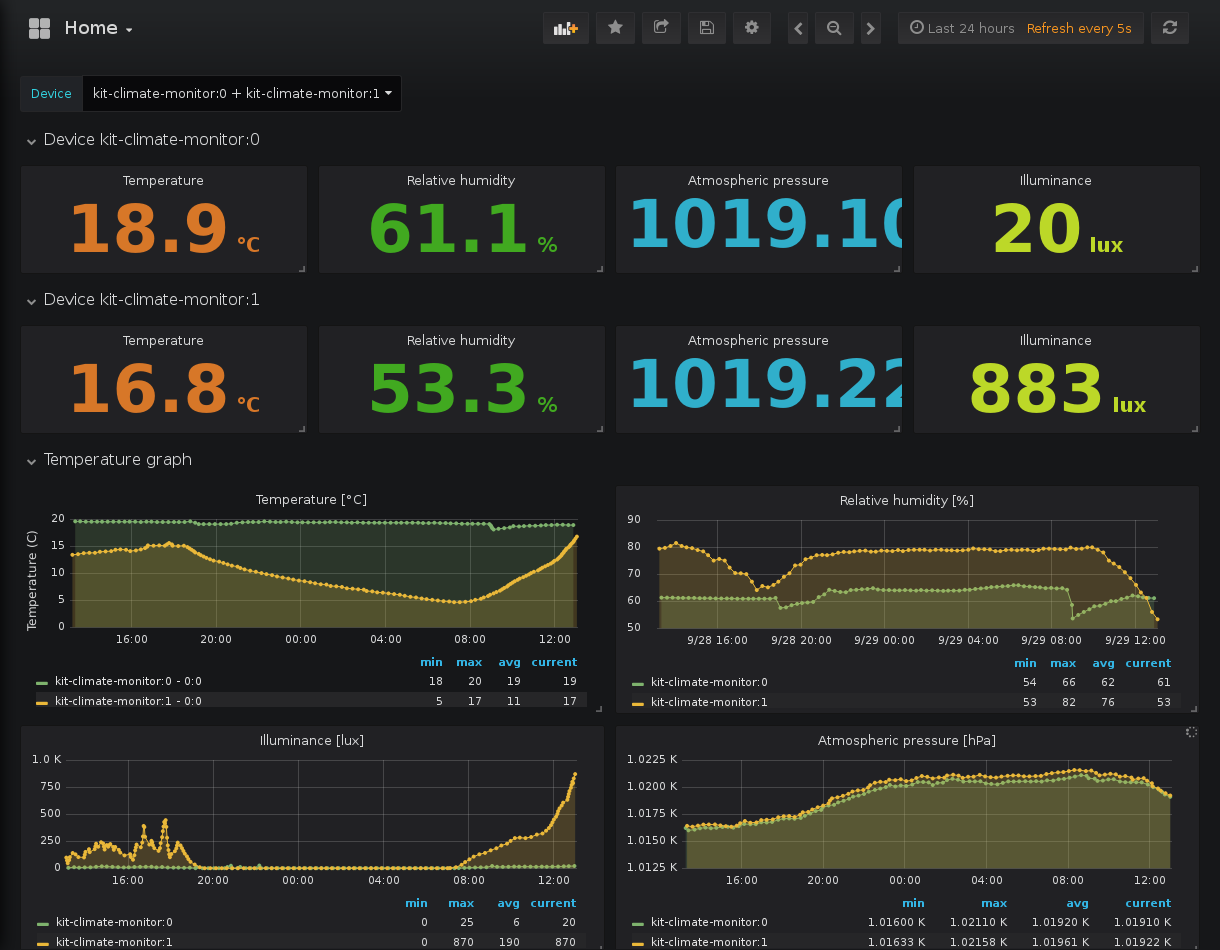 Home
Last 24 hours Refresh every 5s
Device kit-climate-monitor:0 + kit-climate-monitor:1
Device kit-climate-monitor:0
Temperature Relative humidity Atmospheric pressure Illuminance
18.9 °C 61.1 % 1019.10 20 lux
Device kit-climate-monitor:1
Temperature Relative humidity Atmospheric pressure Illuminance
16.8 °C 53.3 % 1019.22 883 lux
Temperature graph
Temperature [°C]
Temperature (C)
20
15
10
5
0
16:00 20:00 00:00 04:00 08:00 12:00
min max avg current
kit-climate-monitor:0 - 0:0 18 20 19 19
kit-climate-monitor:1 - 0:0 5 17 11 17
Relative humidity [%]
90
80
70
60
50
9/28 16:00 9/28 20:00 9/29 00:00 9/29 04:00 9/29 08:00 9/29 12:00
min max avg current
kit-climate-monitor:0 54 66 62 61
kit-climate-monitor:1 53 82 76 53
Illuminance [lux]
1.0 K
750
500
250
0
16:00 20:00 00:00 04:00 08:00 12:00
min max avg current
kit-climate-monitor:0 0 25 6 20
kit-climate-monitor:1 0 870 190 870
Atmospheric pressure [hPa]
1.0225 K
1.0200 K
1.0175 K
1.0150 K
1.0125 K
16:00 20:00 00:00 04:00 08:00 12:00
min max avg current
kit-climate-monitor:0 1.01600 K 1.02110 K 1.01920 K 1.01910 K
kit-climate-monitor:1 1.01633 K 1.02158 K 1.01961 K 1.01922 K